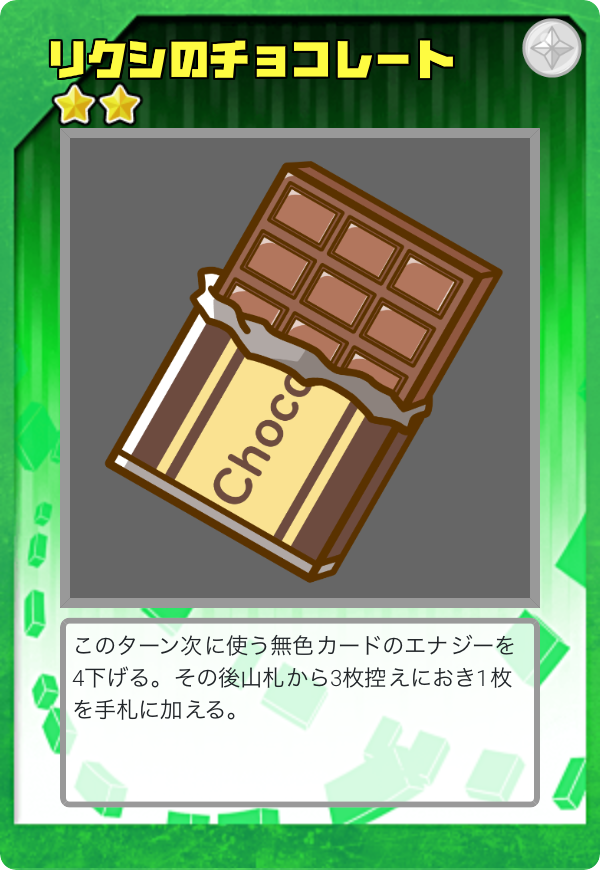 リクシのチョコレート
Choco
このターン次に使う無色カードのエナジーを
4下げる。その後山札から3枚控えにおき1枚
を手札に加える。